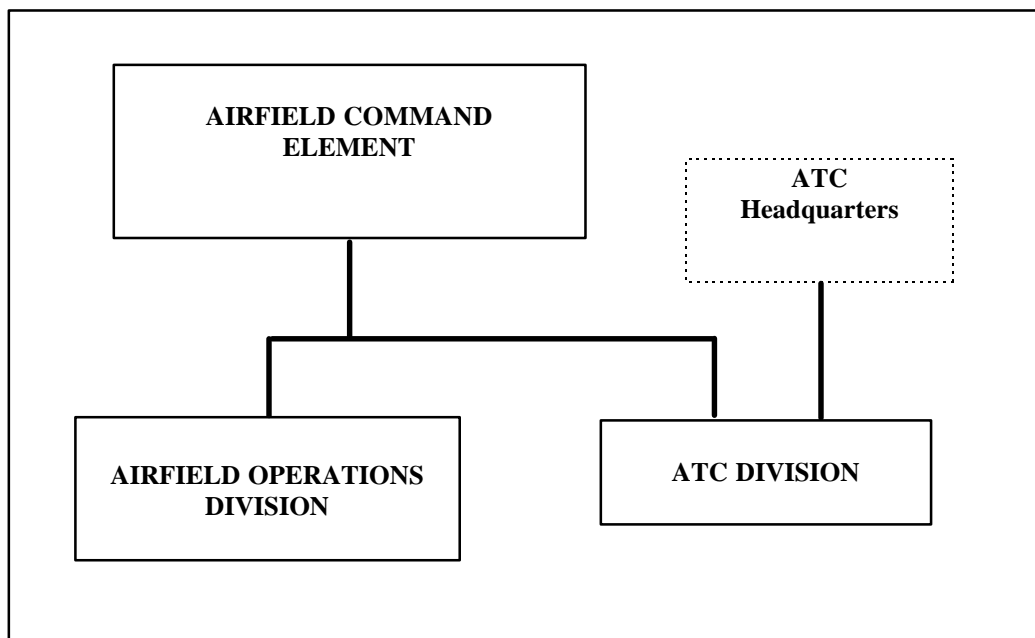 AIRFIELD COMMAND
ELEMENT
ATC
Headquarters
AIRFIELD OPERATIONS
DIVISION
ATC DIVISION